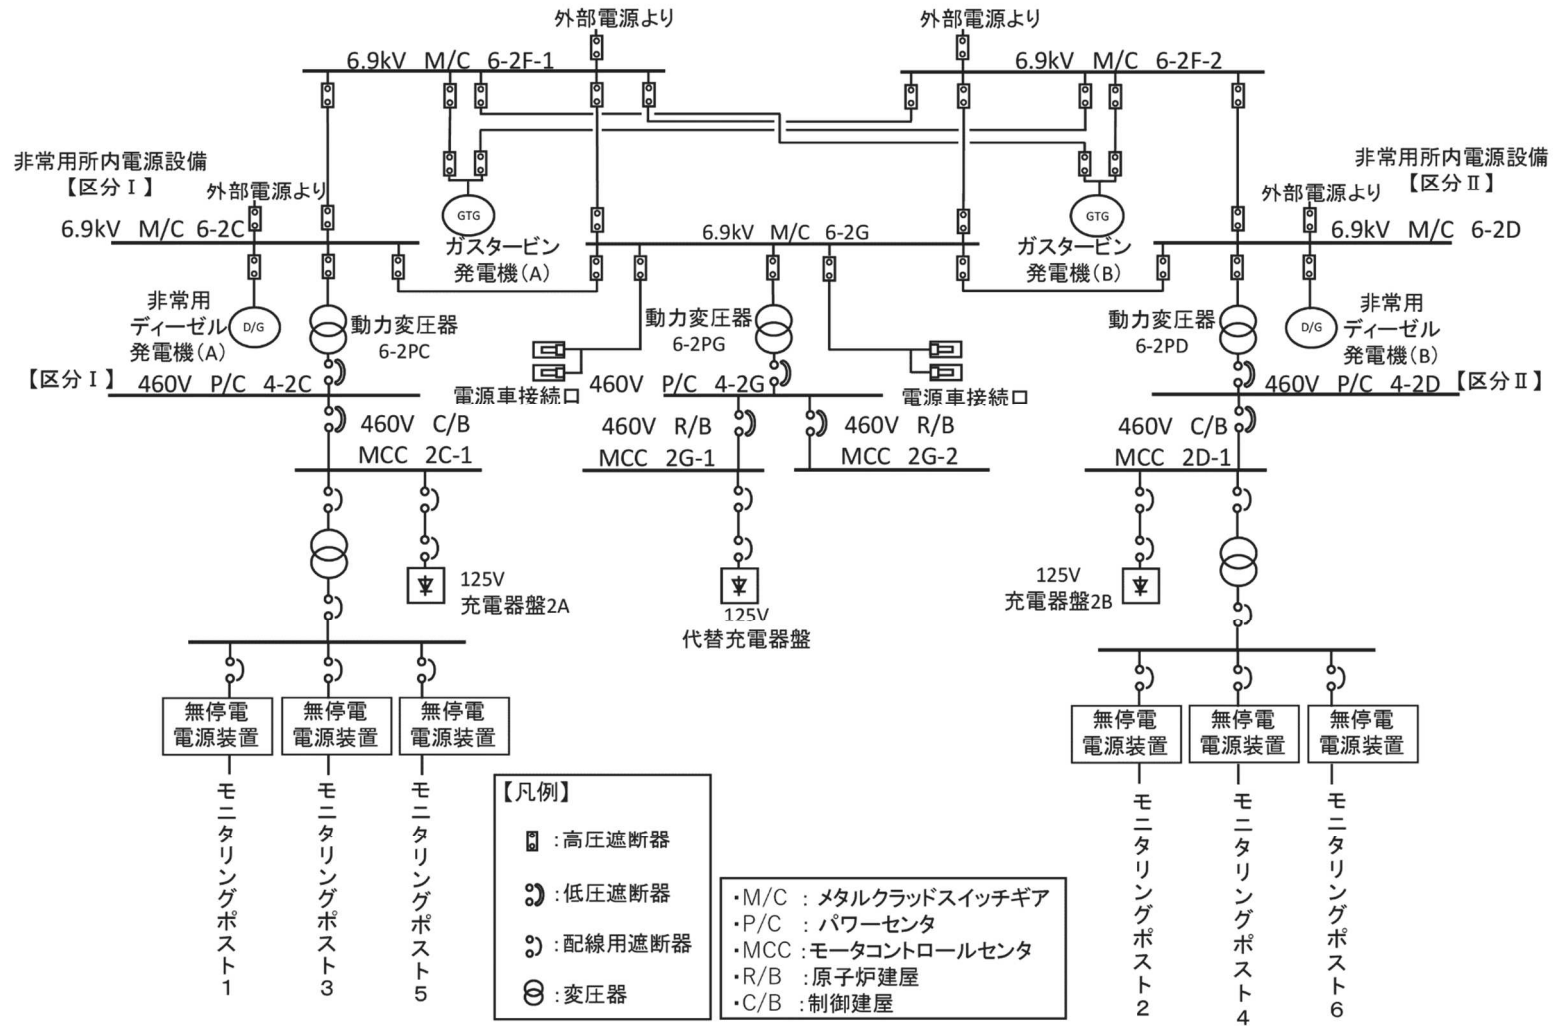 外部電源より
外部電源より
6.9kV M/C 6-2F-1
6.9kV M/C 6-2F-2
非常用所内電源設備
【区分Ⅰ】
外部電源より
6.9kV M/C 6-2C
GTG
ガスタービン
発電機(A)
6.9kV M/C 6-2G
GTG
ガスタービン
発電機(B)
非常用所内電源設備
【区分Ⅱ】
外部電源より
6.9kV M/C 6-2D
非常用
ディーゼル
発電機(A)
D/G
動力変圧器
6-2PC
動力変圧器
6-2PG
動力変圧器
6-2PD
D/G
非常用
ディーゼル
発電機(B)
【区分Ⅰ】
460V P/C 4-2C
電源車接続口
460V P/C 4-2G
電源車接続口
460V P/C 4-2D
【区分Ⅱ】
460V C/B
MCC 2C-1
460V R/B
MCC 2G-1
460V R/B
MCC 2G-2
460V C/B
MCC 2D-1
125V
充電器盤2A
125V
代替充電器盤
125V
充電器盤2B
無停電
電源装置
無停電
電源装置
無停電
電源装置
無停電
電源装置
無停電
電源装置
無停電
電源装置
モニタリングポスト1
モニタリングポスト3
モニタリングポスト5
モニタリングポスト2
モニタリングポスト4
モニタリングポスト6
【凡例】
:高圧遮断器
:低圧遮断器
:配線用遮断器
:変圧器
・M/C :メタルクラッドスイッチギア
・P/C :パワーセンタ
・MCC:モータコントロールセンタ
・R/B :原子炉建屋
・C/B :制御建屋